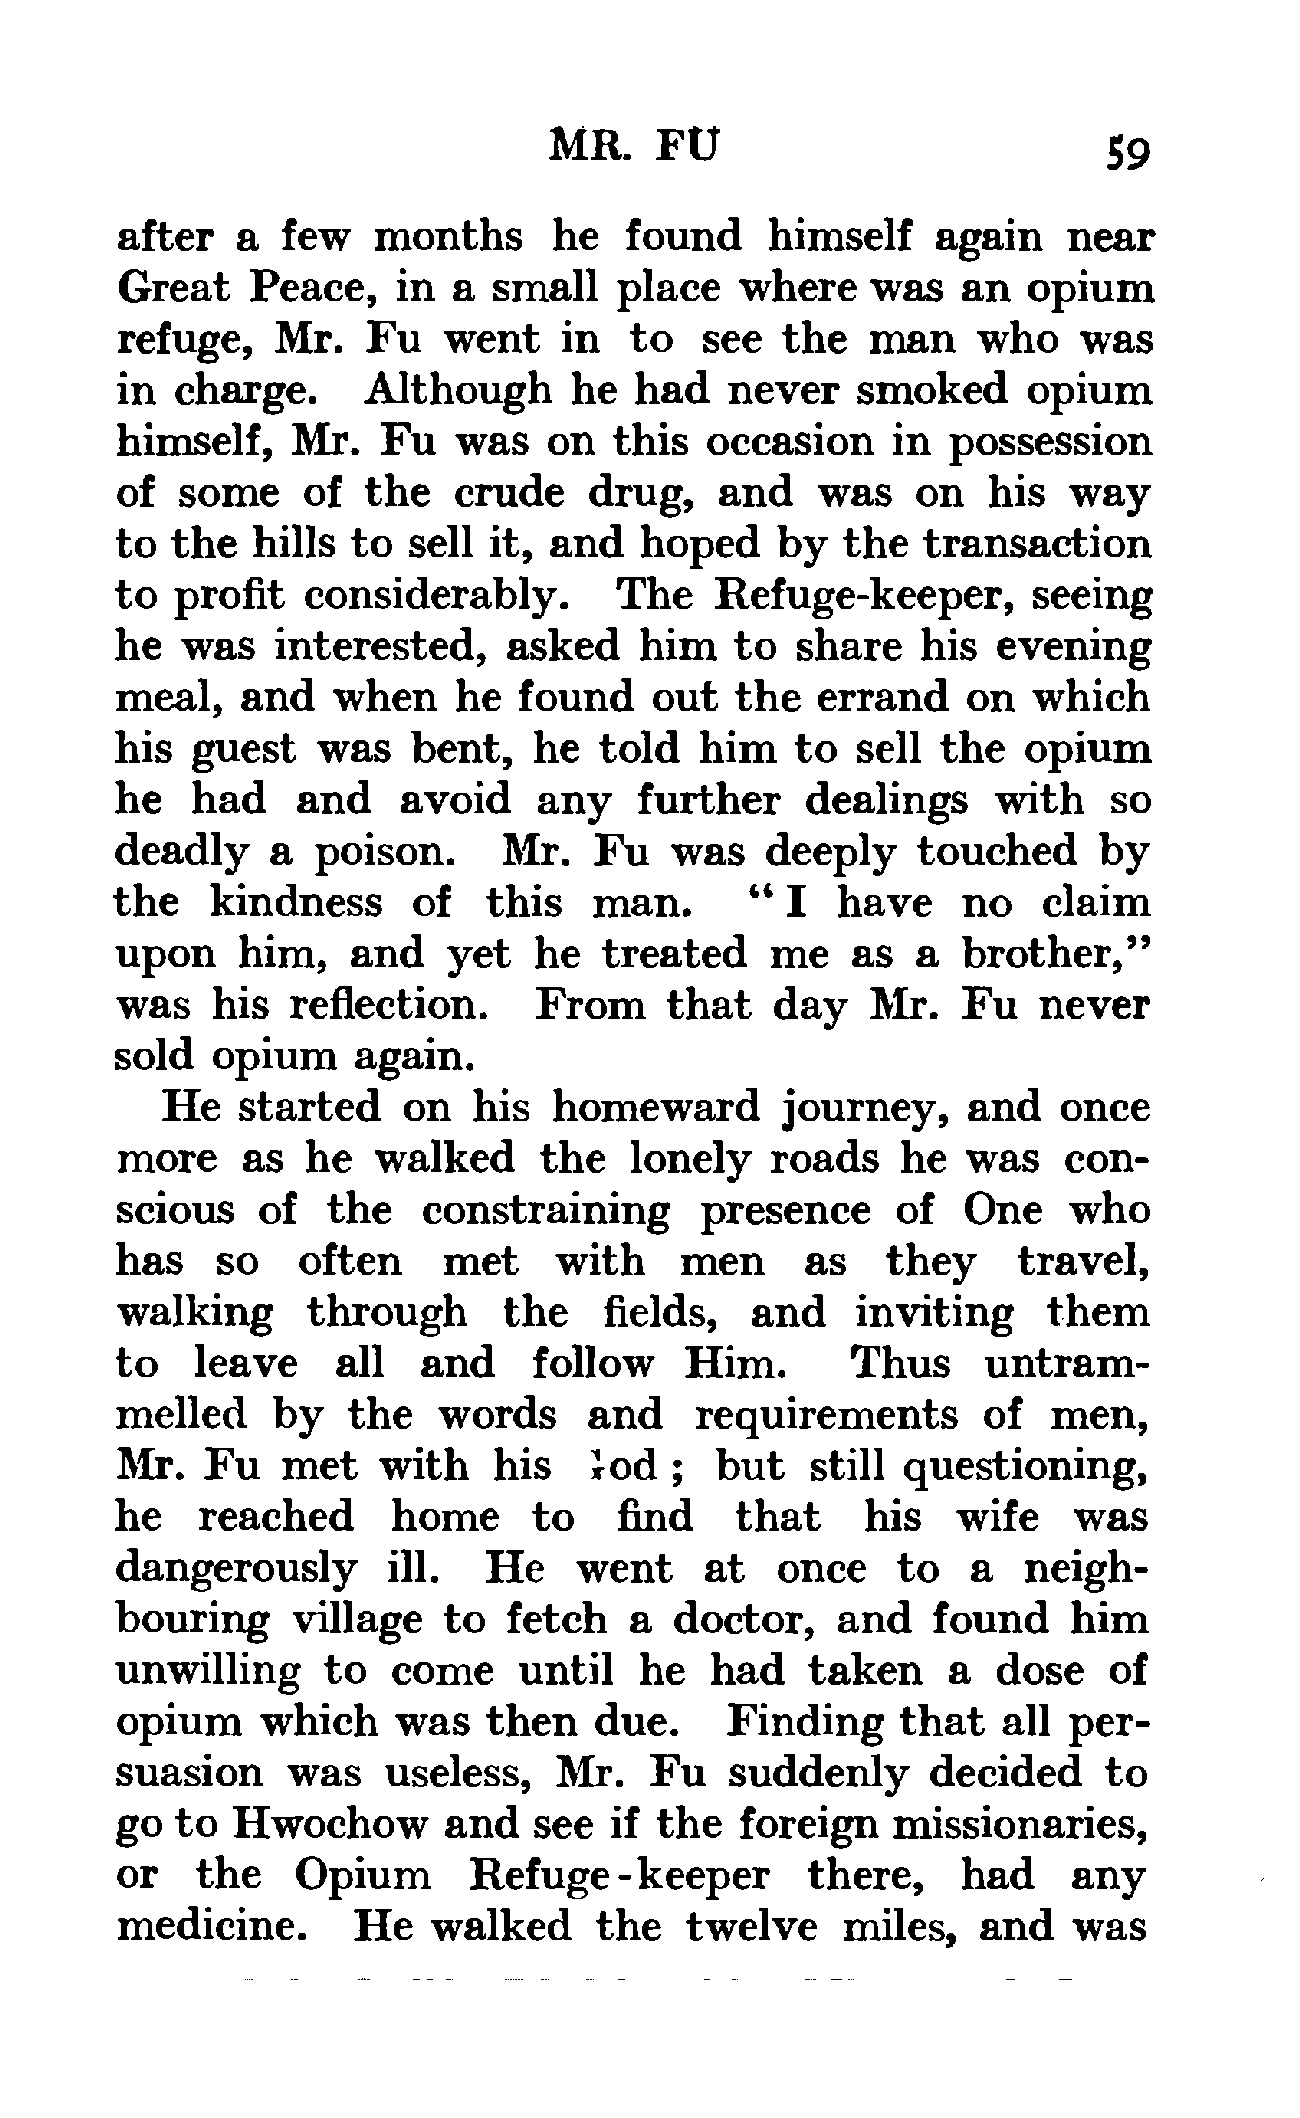 MR. FU 59
after a few months he found himself again near
Great Peace, in a small place where was an opium
refuge, Mr. Fu went in to see the man who was
in charge. Although he had never smoked opium
himself, Mr. Fu was on this occasion in possession
of some of the crude drug, and was on his way
to the hills to sell it, and hoped by the transaction
to profit considerably. The Refuge-keeper, seeing
he was interested, asked him to share his evening
meal, and when he found out the errand on which
his guest was bent, he told him to sell the opium
he had and avoid any further dealings with so
deadly a poison. Mr. Fu was deeply touched by
the kindness of this man. “ I have no claim
upon him, and yet he treated me as a brother,”
was his reflection. From that day Mr. Fu never
sold opium again.
He started on his homeward journey, and once
more as he walked the lonely roads he was con-
scious of the constraining presence of One who
has so often met with men as they travel,
walking through the fields, and inviting them
to leave all and follow Him. Thus untram-
melled by the words and requirements of men,
Mr. Fu met with his ; but still questioning,
he reached home to find that his wife was
dangerously ill. He went at once to a neigh-
bouring village to fetch a doctor, and found him
unwilling to come until he had taken a dose of
opium which was then due. Finding that all per-
suasion was useless, Mr. Fu suddenly decided to
go to Hwochow and see if the foreign missionaries,
or the Opium Refuge-keeper there, had any
medicine. He walked the twelve miles, and was